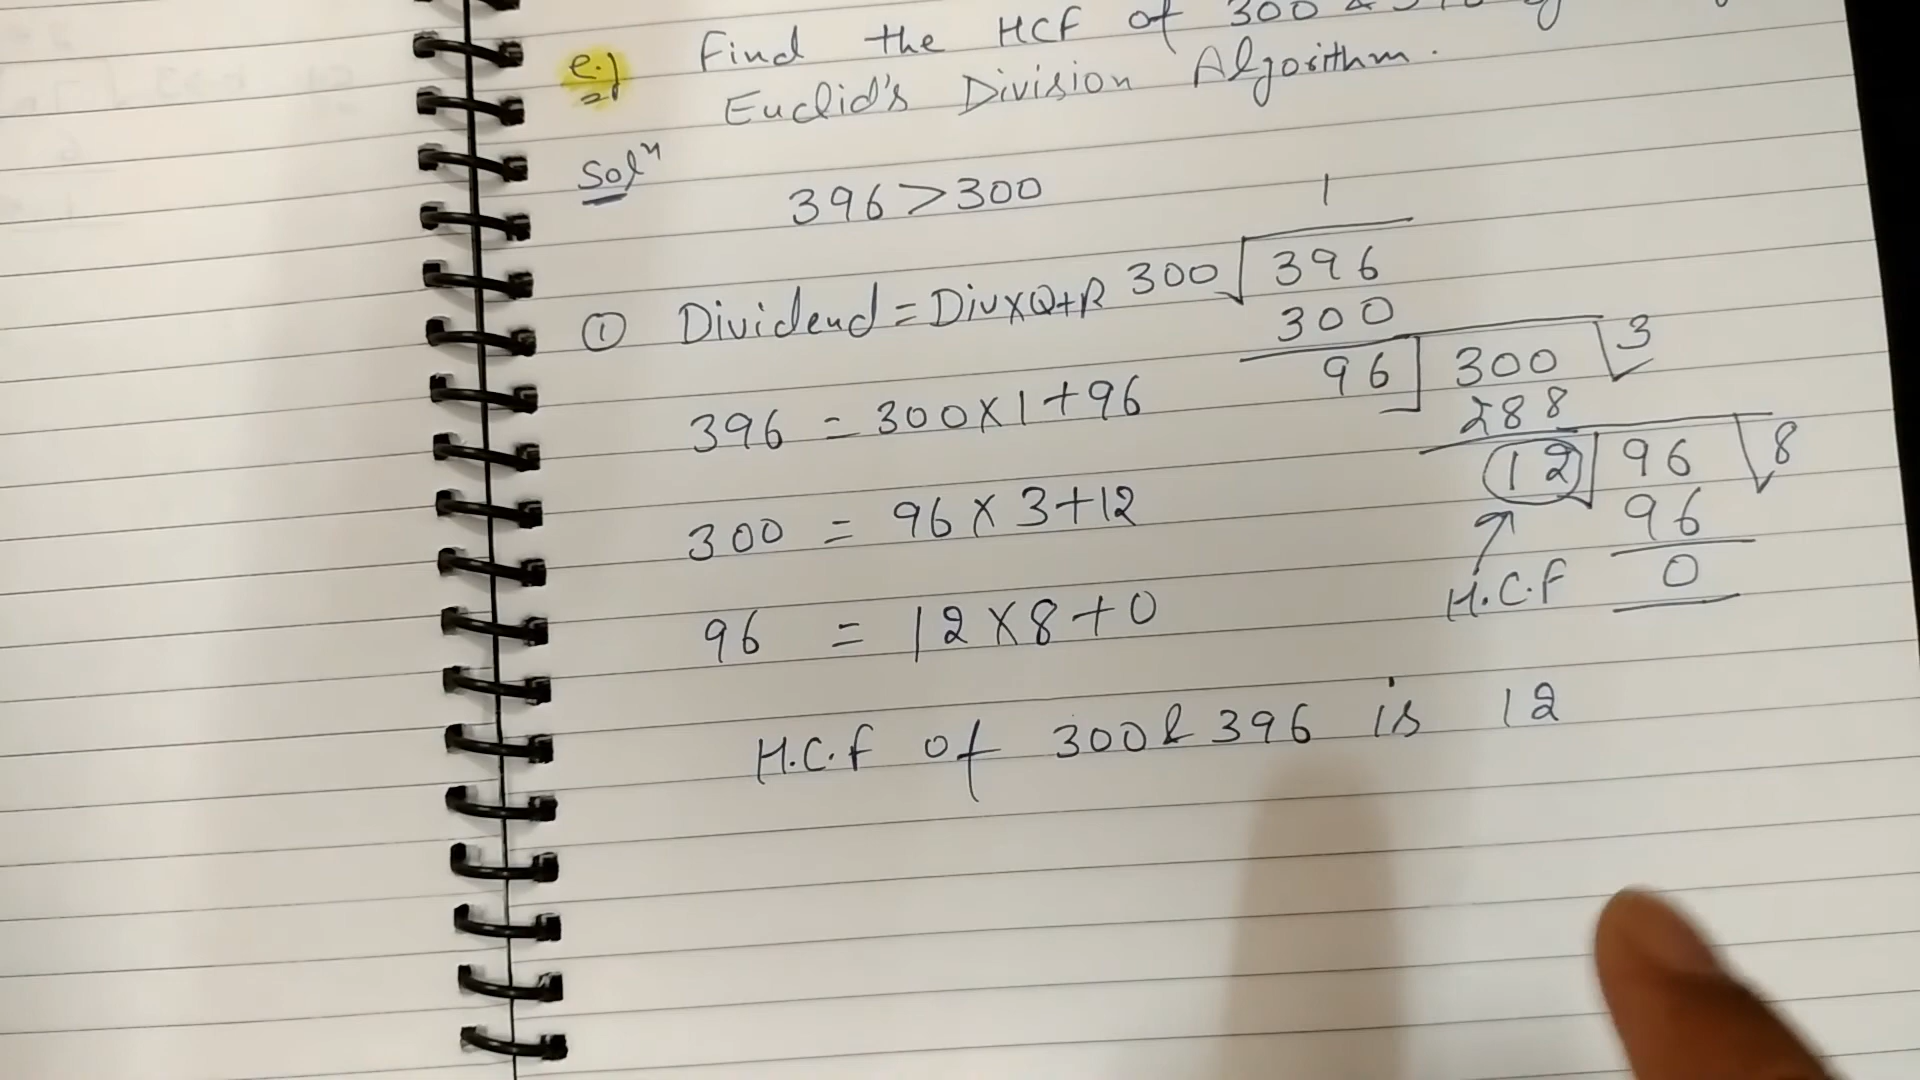 e.) Find the HCF of 300 &
Euclid's Division Algorithm.
Solⁿ
396 > 300
① Dividend = Div x Q + R
396 = 300 x 1 + 96
300 = 96 x 3 + 12
96 = 12 x 8 + 0
H.C.F of 300 & 396 is 12
1
300 396
300
96 300 3
288
12 96 8
96
H.C.F 0